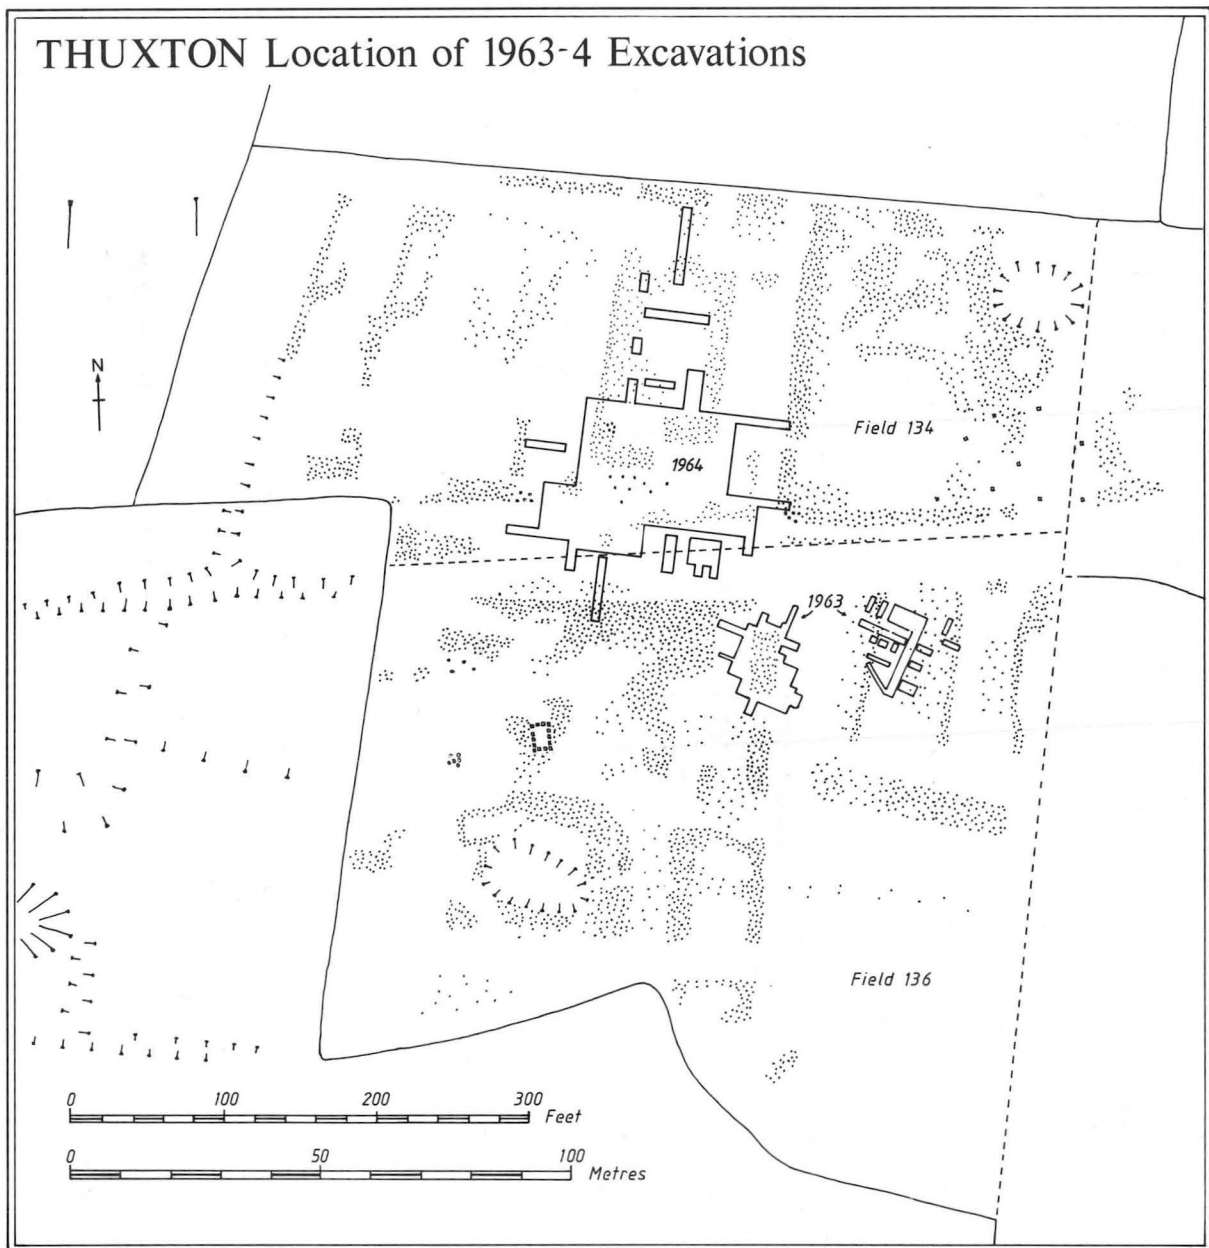 THUXTON Location of 1963-4 Excavations
N
Field 134
1964
1963
Field 136
0 100 200 300 Feet
0 50 100 Metres